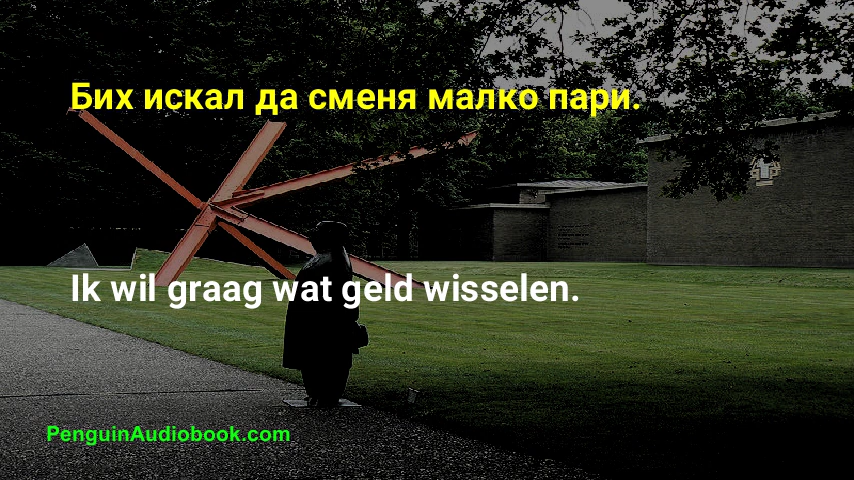 Бих искал да сменя малко пари.
Ik wil graag wat geld wisselen.
PenguinAudiobook.com